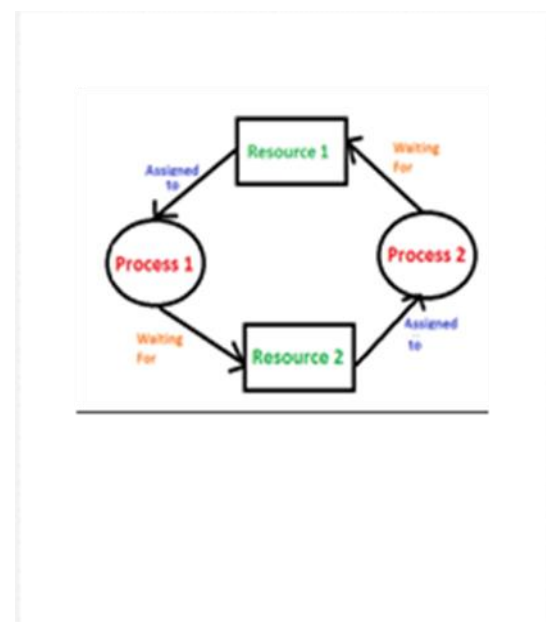 Resource 1
Waiting
For
Assigned
to
Process 1
Process 2
Waiting
For
Resource 2
Assigned
to